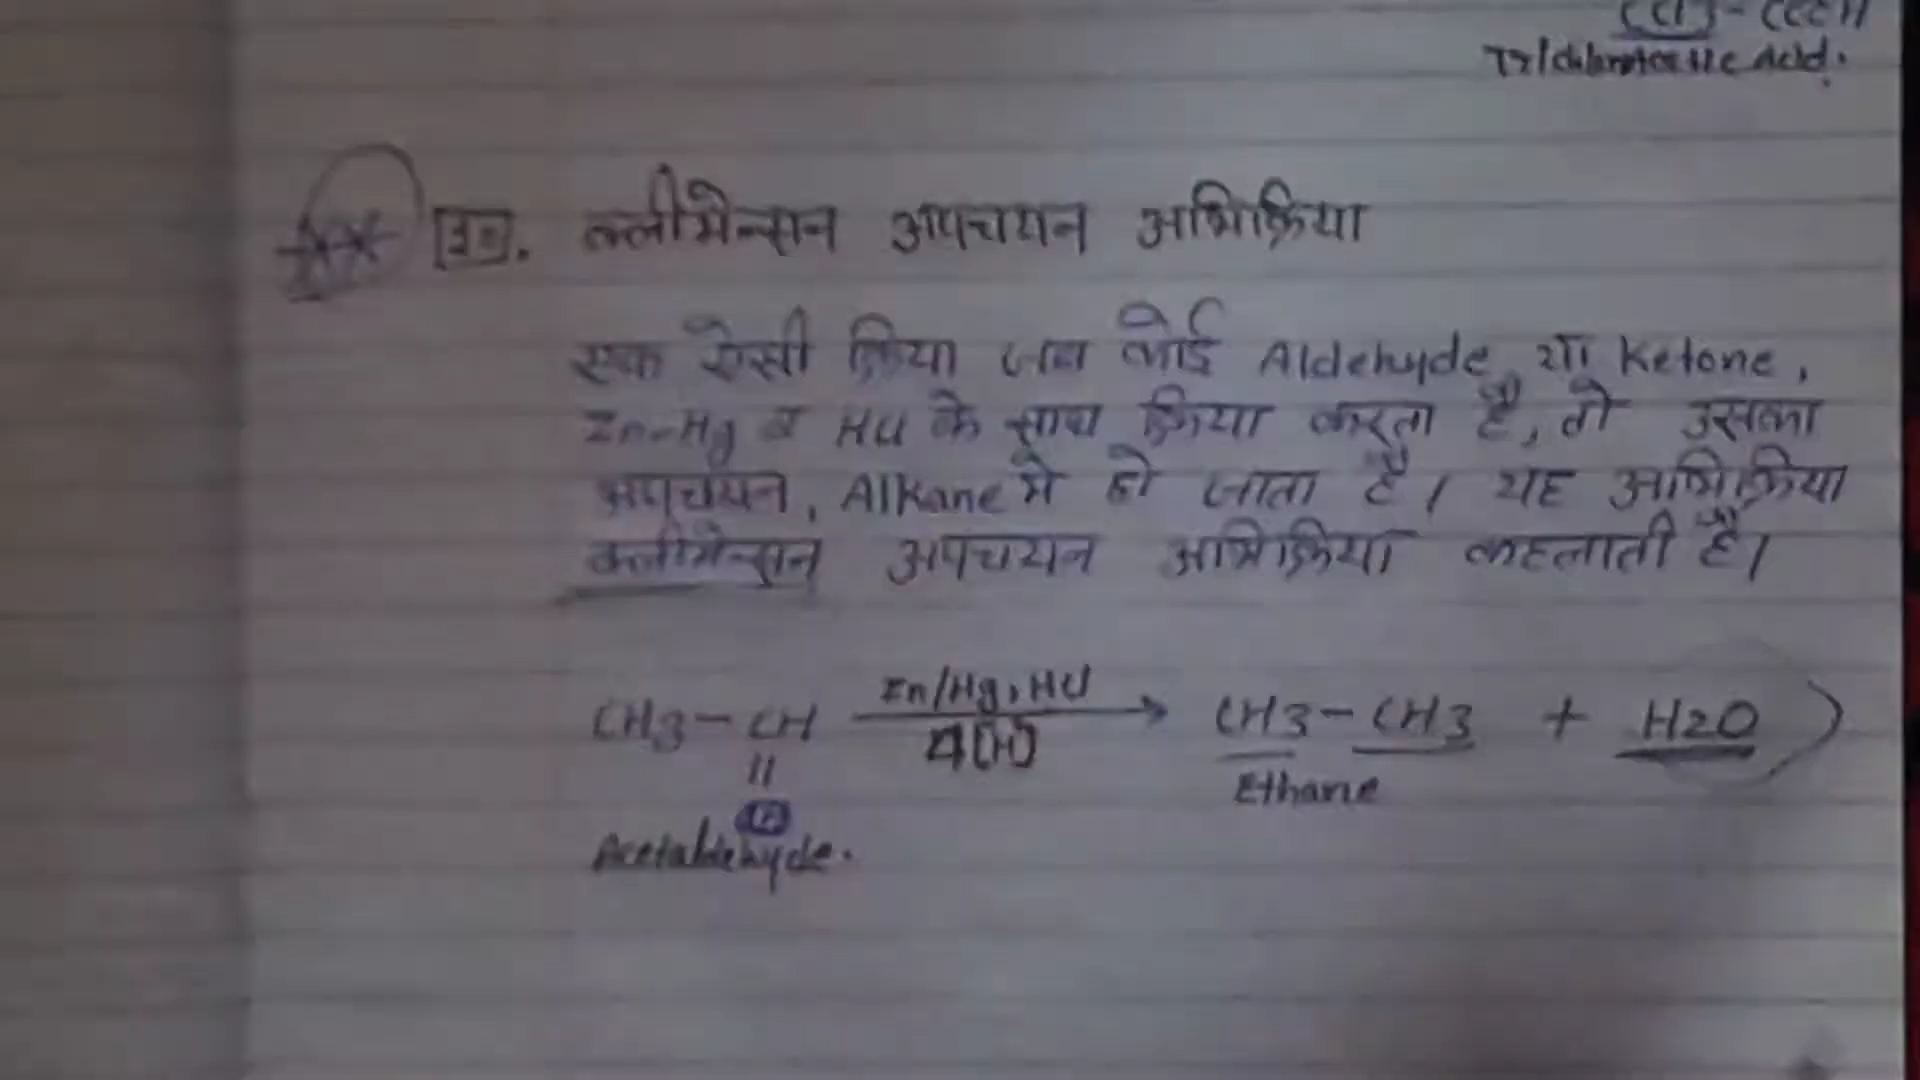 Trichloroacetic Acid.
क्लीमेन्सन अपचयन अभिक्रिया
एक ऐसी क्रिया जब कोई Aldehyde या Ketone,
Zn-Hg व HCl के साथ क्रिया करता है, तो उसका
अपचयन, Alkane मे हो जाता है। यह अभिक्रिया
क्लीमेन्सन अपचयन अभिक्रिया कहलाती है।
Zn/Hg, HCl
CH3-CH → CH3-CH3 + H2O
4[H]
||
O
Ethane
Acetaldehyde.